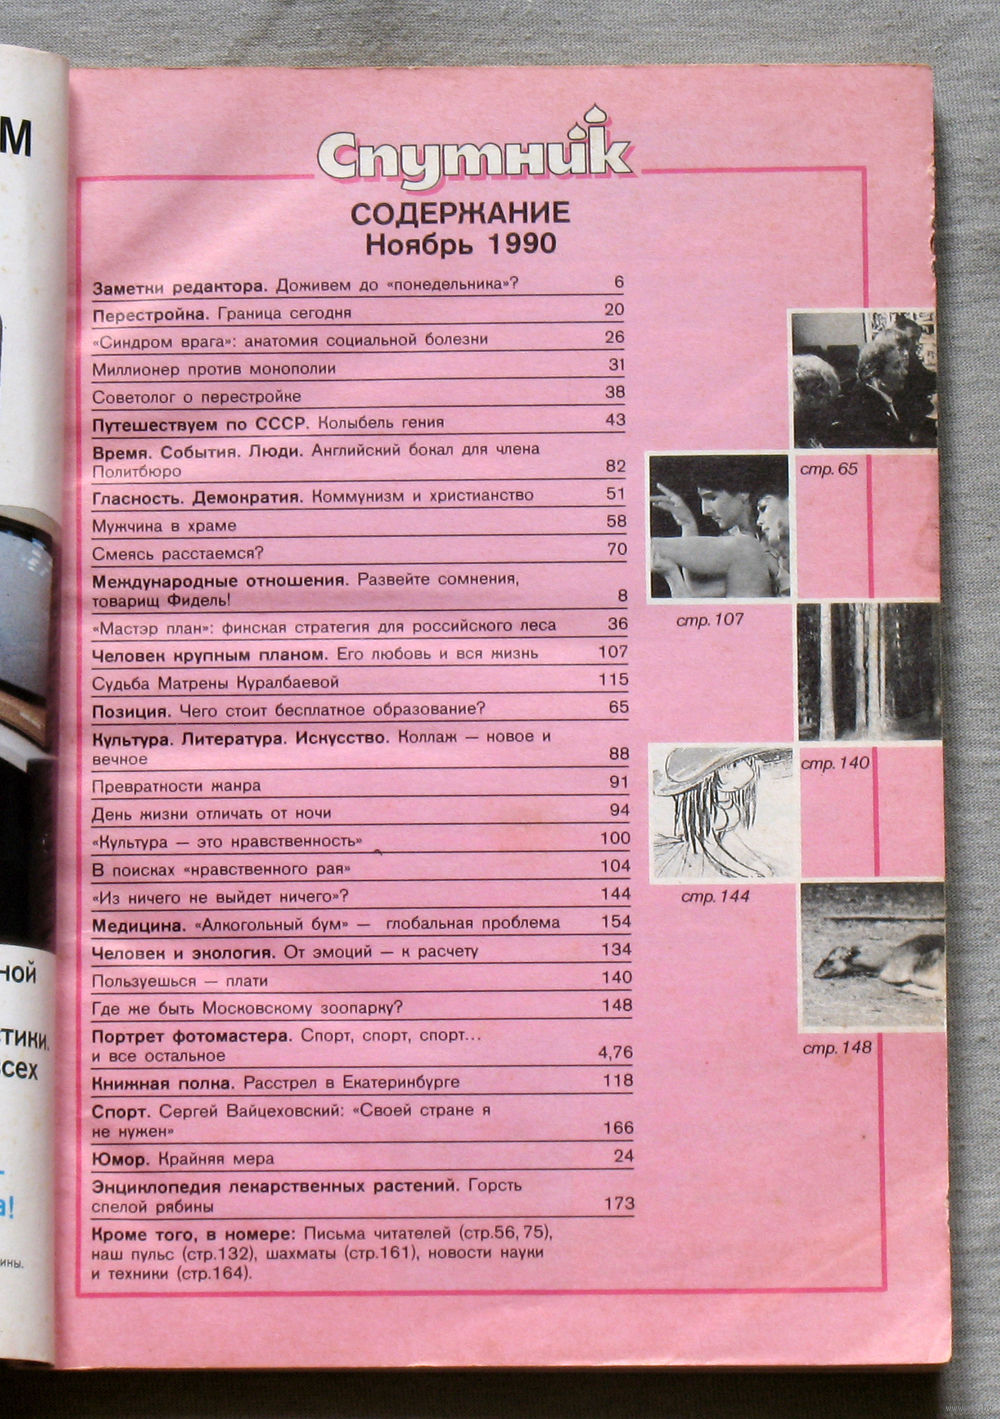 М
ной
стики.
всех
а!
ины.
Спутник
СОДЕРЖАНИЕ
Ноябрь 1990
Заметки редактора. Доживем до «понедельника»? 6
Перестройка. Граница сегодня 20
«Синдром врага»: анатомия социальной болезни 26
Миллионер против монополии 31
Советолог о перестройке 38
Путешествуем по СССР. Колыбель гения 43
Время. События. Люди. Английский бокал для члена
Политбюро 82
Гласность. Демократия. Коммунизм и христианство 51
Мужчина в храме 58
Смеясь расстаемся? 70
Международные отношения. Развейте сомнения,
товарищ Фидель! 8
«Мастэр план»: финская стратегия для российского леса 36
Человек крупным планом. Его любовь и вся жизнь 107
Судьба Матрены Куралбаевой 115
Позиция. Чего стоит бесплатное образование? 65
Культура. Литература. Искусство. Коллаж — новое и
вечное 88
Превратности жанра 91
День жизни отличать от ночи 94
«Культура — это нравственность» 100
В поисках «нравственного рая» 104
«Из ничего не выйдет ничего»? 144
Медицина. «Алкогольный бум» — глобальная проблема 154
Человек и экология. От эмоций — к расчету 134
Пользуешься — плати 140
Где же быть Московскому зоопарку? 148
Портрет фотомастера. Спорт, спорт, спорт...
и все остальное 4,76
Книжная полка. Расстрел в Екатеринбурге 118
Спорт. Сергей Вайцеховский: «Своей стране я
не нужен» 166
Юмор. Крайняя мера 24
Энциклопедия лекарственных растений. Горсть
спелой рябины 173
Кроме того, в номере: Письма читателей (стр.56, 75),
наш пульс (стр.132), шахматы (стр.161), новости науки
и техники (стр.164).
стр. 65
стр. 107
стр. 140
стр. 144
стр. 148